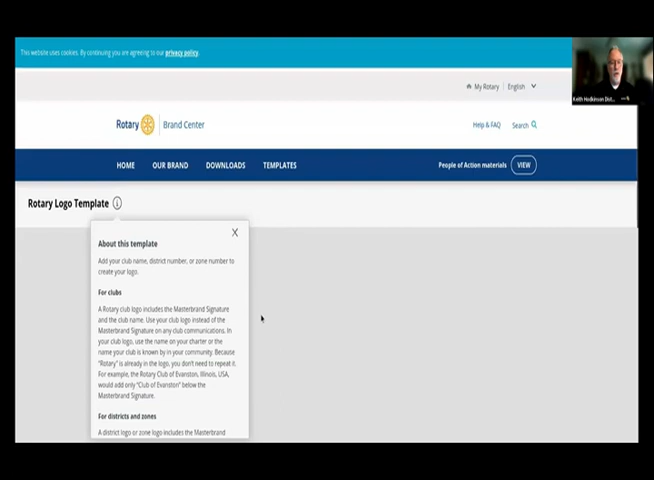 This website uses cookies. By continuing you are agreeing to our privacy policy.
My Rotary English
Keith Hodkinson Dist...
Rotary Brand Center
Help & FAQ Search
HOME OUR BRAND DOWNLOADS TEMPLATES People of Action materials VIEW
Rotary Logo Template
About this template
Add your club name, district number, or zone number to
create your logo.
For clubs
A Rotary club logo includes the Masterbrand Signature
and the club name. Use your club logo instead of the
Masterbrand Signature on any club communications. In
your club logo, use the name on your charter or the
name your club is known by in your community. Because
"Rotary" is already in the logo, you don't need to repeat it.
For example, the Rotary Club of Evanston, Illinois, USA,
would add only "Club of Evanston" below the
Masterbrand Signature.
For districts and zones
A district logo or zone logo includes the Masterbrand